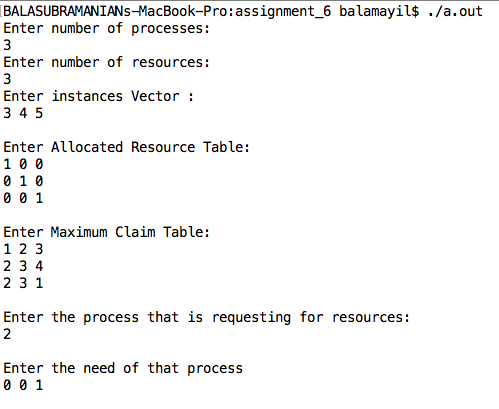 [BALASUBRAMANIANs-MacBook-Pro:assignment_6 balamayil$ ./a.out
Enter number of processes:
3
Enter number of resources:
3
Enter instances Vector :
3 4 5
Enter Allocated Resource Table:
1 0 0
0 1 0
0 0 1
Enter Maximum Claim Table:
1 2 3
2 3 4
2 3 1
Enter the process that is requesting for resources:
2
Enter the need of that process
0 0 1